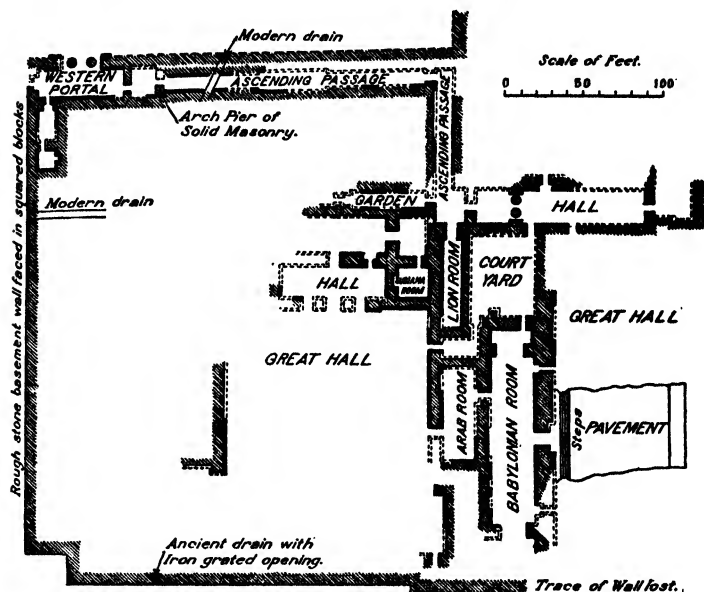 Modern drain
Scale of Feet.
WESTERN
PORTAL
ASCENDING PASSAGE
0 50 100
Arch Pier of
Solid Masonry.
ASCENDING PASSAGE
Modern drain
GARDEN
HALL
HALL
ROOM
LION ROOM
COURT
YARD
GREAT HALL
GREAT HALL
Rough stone basement wall faced in squared blocks
ARAB ROOM
BABYLONIAN ROOM
Steps
PAVEMENT
Ancient drain with
Iron grated opening.
Trace of Wall lost.